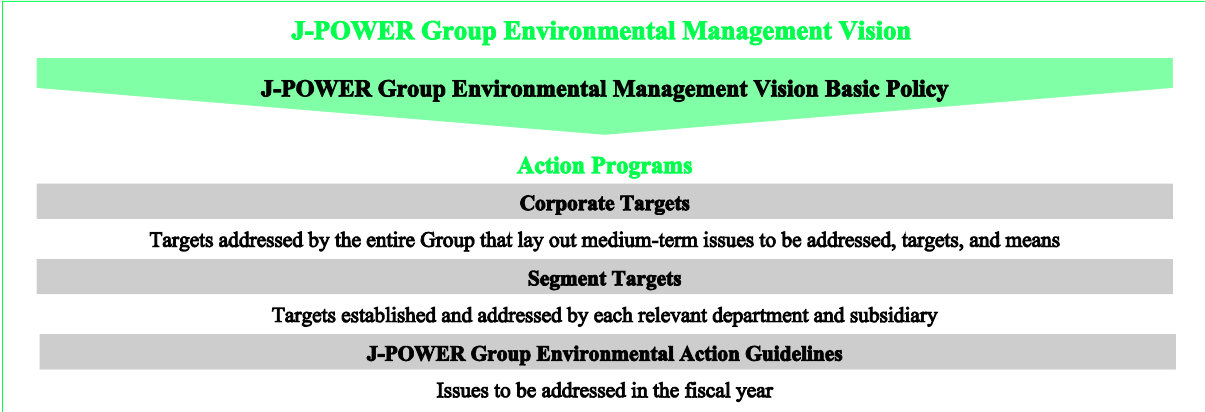 J-POWER Group Environmental Management Vision
J-POWER Group Environmental Management Vision Basic Policy
Action Programs
Corporate Targets
Targets addressed by the entire Group that lay out medium-term issues to be addressed, targets, and means
Segment Targets
Targets established and addressed by each relevant department and subsidiary
J-POWER Group Environmental Action Guidelines
Issues to be addressed in the fiscal year